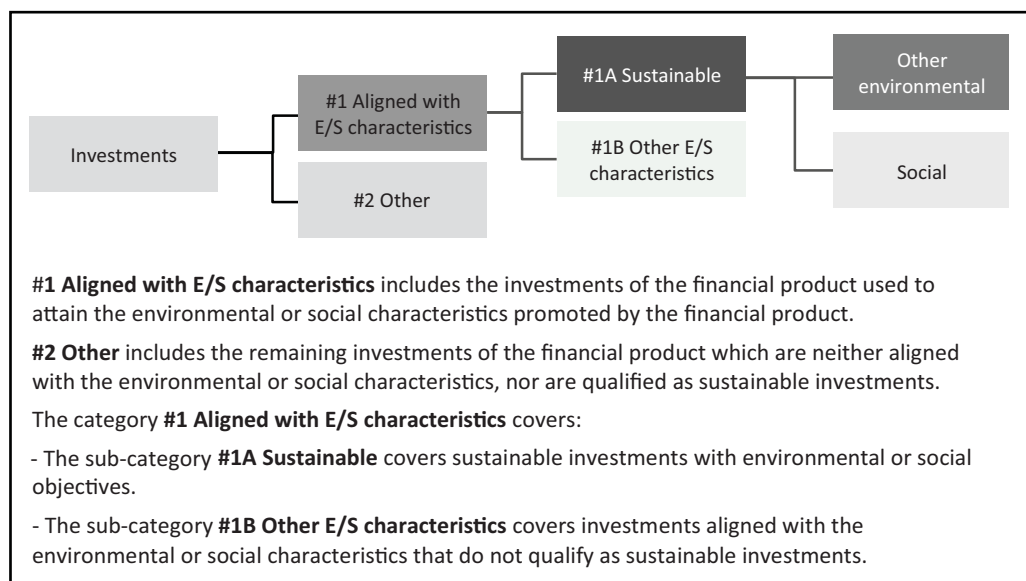 Investments
#1 Aligned with
E/S characteristics
#2 Other
#1A Sustainable
#1B Other E/S
characteristics
Other
environmental
Social
#1 Aligned with E/S characteristics includes the investments of the financial product used to
attain the environmental or social characteristics promoted by the financial product.
#2 Other includes the remaining investments of the financial product which are neither aligned
with the environmental or social characteristics, nor are qualified as sustainable investments.
The category #1 Aligned with E/S characteristics covers:
- The sub-category #1A Sustainable covers sustainable investments with environmental or social
objectives.
- The sub-category #1B Other E/S characteristics covers investments aligned with the
environmental or social characteristics that do not qualify as sustainable investments.